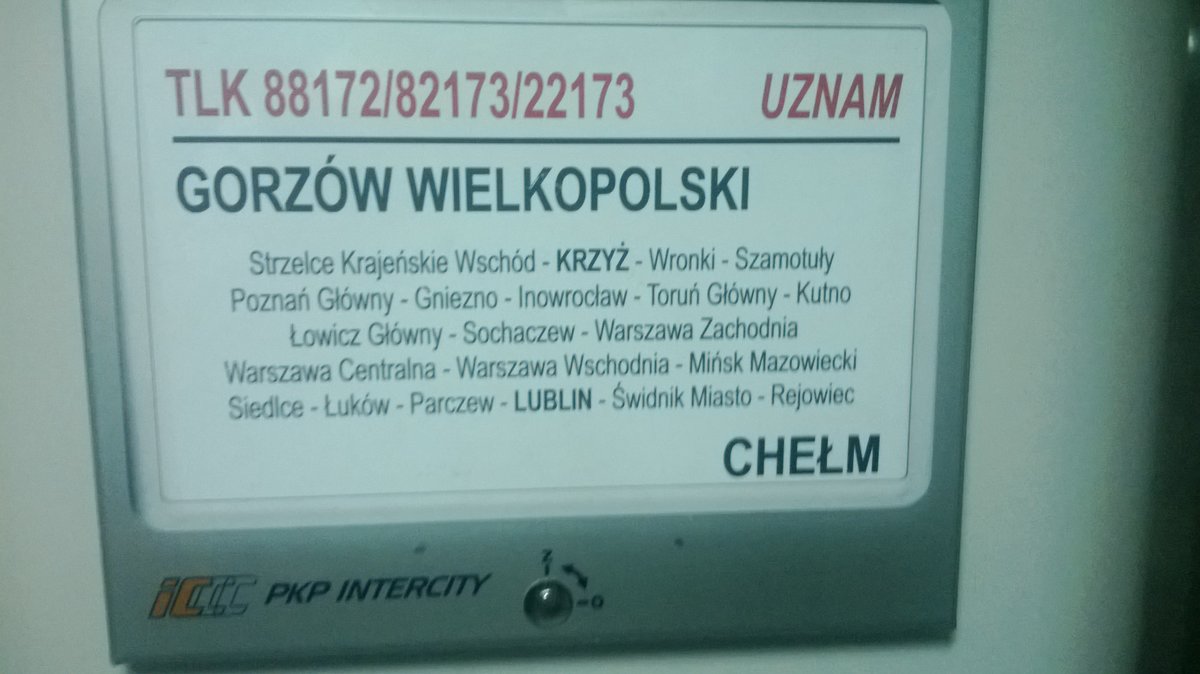 TLK 88172/82173/22173 UZNAM
GORZÓW WIELKOPOLSKI
Strzelce Krajeńskie Wschód - KRZYŻ - Wronki - Szamotuły
Poznań Główny - Gniezno - Inowrocław - Toruń Główny - Kutno
Łowicz Główny - Sochaczew - Warszawa Zachodnia
Warszawa Centralna - Warszawa Wschodnia - Mińsk Mazowiecki
Siedlce - Łuków - Parczew - LUBLIN - Świdnik Miasto - Rejowiec
CHEŁM
iC PKP INTERCITY
Z
O